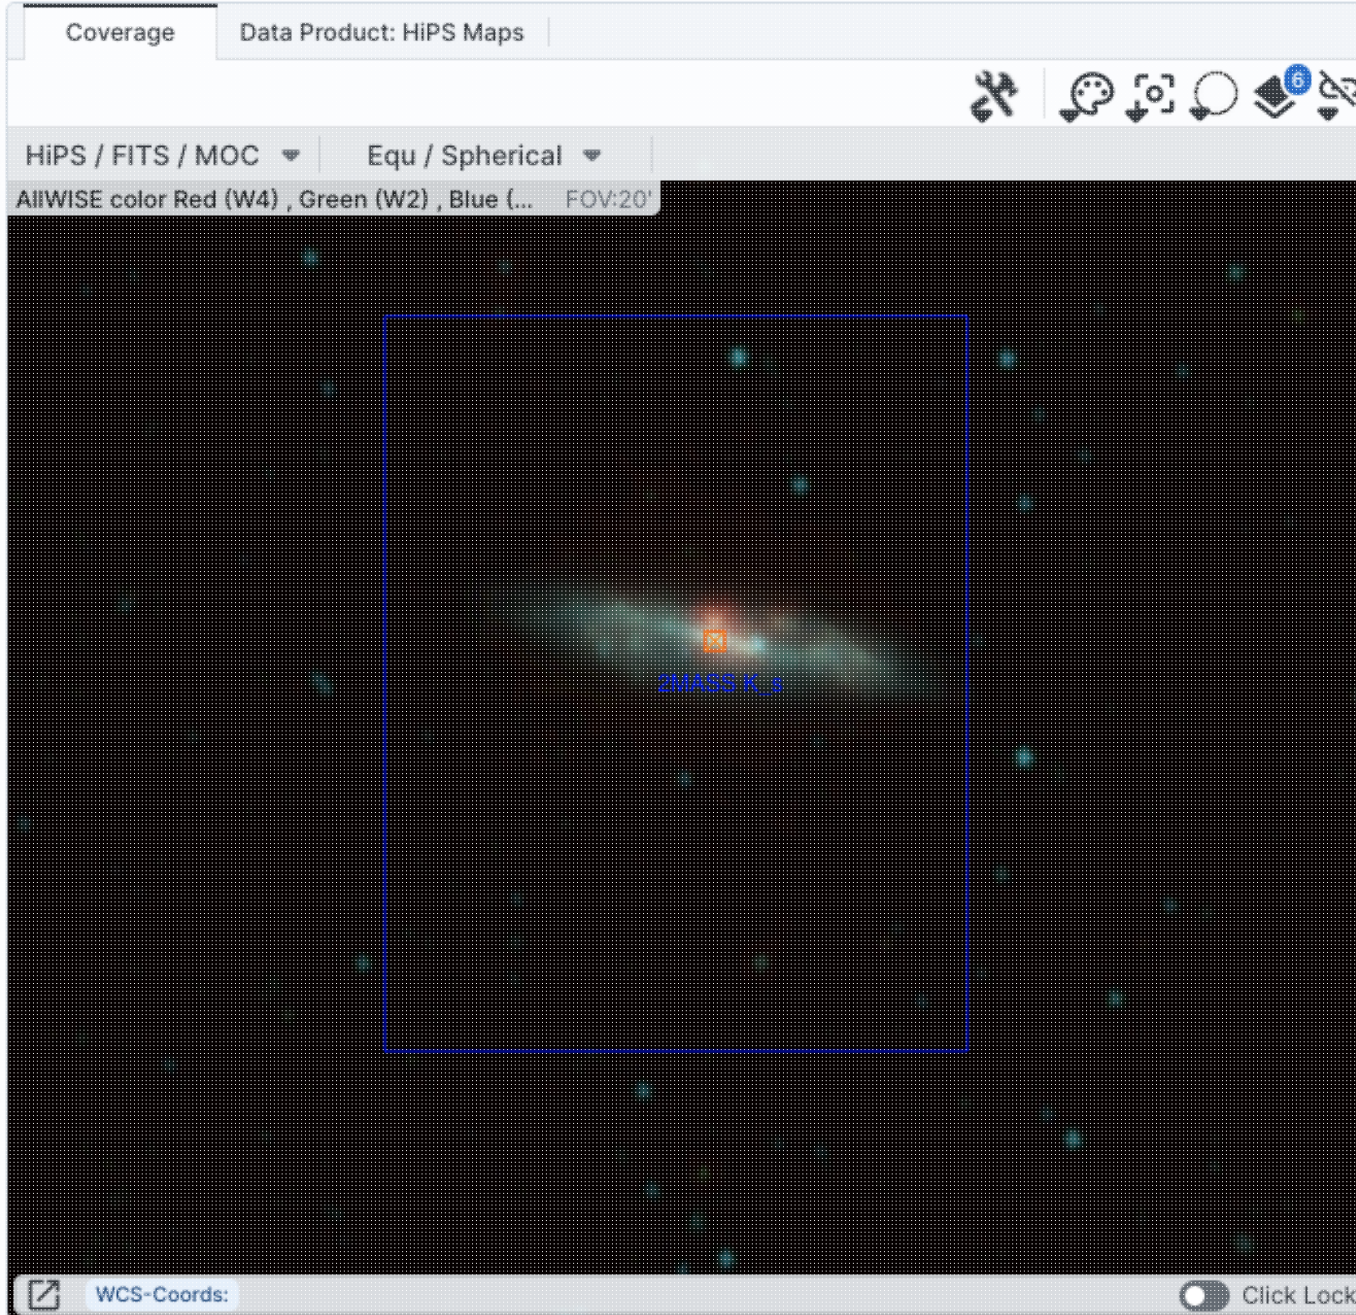 Coverage Data Product: HiPS Maps
6
HiPS / FITS / MOC Equ / Spherical
AllWISE color Red (W4) , Green (W2) , Blue (... FOV:20'
2MASS K_s
WCS-Coords: Click Lock